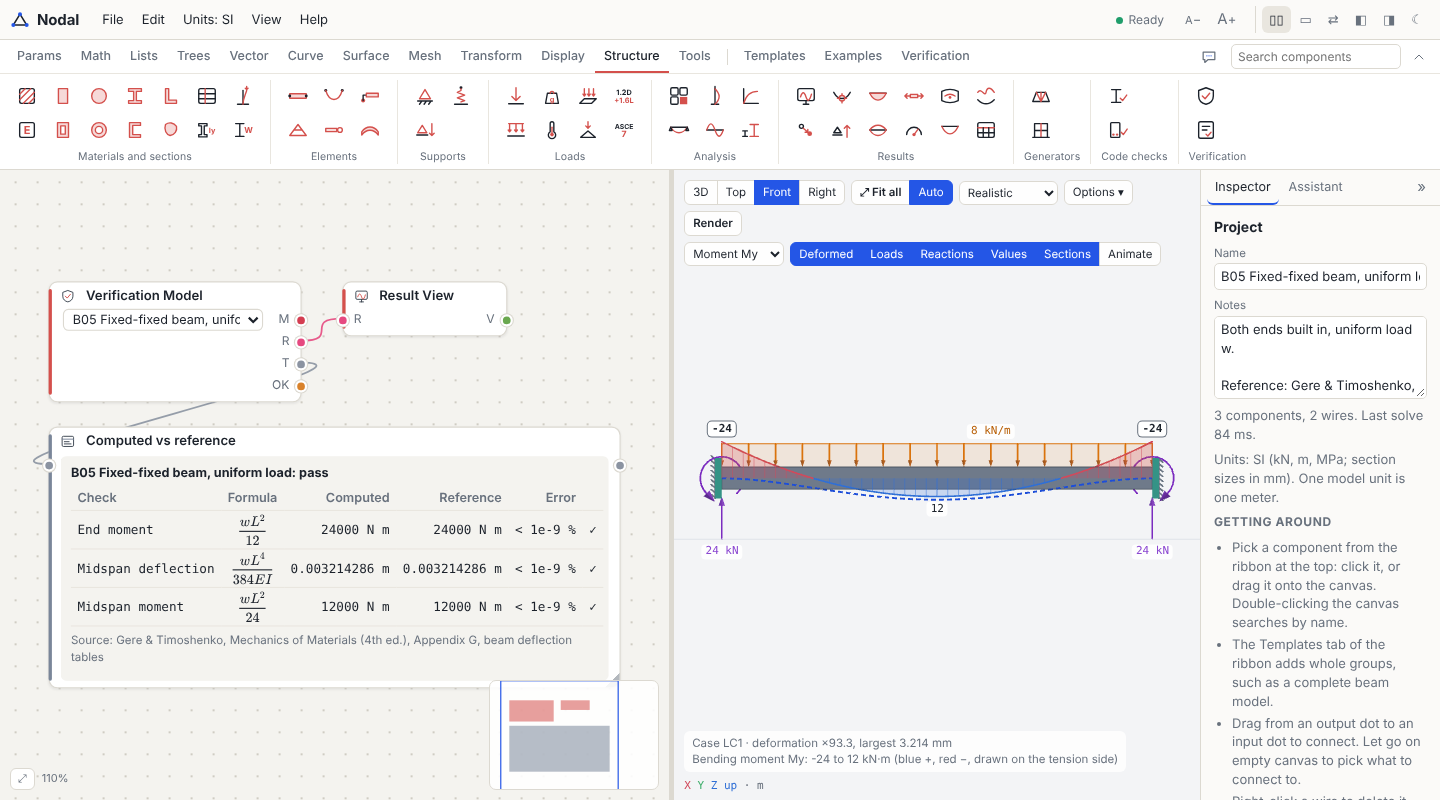 Nodal File Edit Units: SI View Help Ready A− A+
Params Math Lists Trees Vector Curve Surface Mesh Transform Display Structure Tools Templates Examples Verification Search components
1.2D
+1.6L
ASCE
7
Materials and sections Elements Supports Loads Analysis Results Generators Code checks Verification
3D Top Front Right Fit all Auto Realistic Options ▾
Render
Moment My Deformed Loads Reactions Values Sections Animate
Verification Model
B05 Fixed-fixed beam, unifc
M
R
T
OK
Result View
R V
Computed vs reference
B05 Fixed-fixed beam, uniform load: pass
Check Formula Computed Reference Error
End moment wL²/12 24000 N m 24000 N m < 1e-9 % ✓
Midspan deflection wL⁴/384EI 0.003214286 m 0.003214286 m < 1e-9 % ✓
Midspan moment wL²/24 12000 N m 12000 N m < 1e-9 % ✓
Source: Gere & Timoshenko, Mechanics of Materials (4th ed.), Appendix G, beam deflection
tables
110%
-24 8 kN/m -24
12
24 kN 24 kN
Case LC1 · deformation ×93.3, largest 3.214 mm
Bending moment My: -24 to 12 kN·m (blue +, red −, drawn on the tension side)
X Y Z up · m
Inspector Assistant »
Project
Name
B05 Fixed-fixed beam, uniform l
Notes
Both ends built in, uniform load
w.
Reference: Gere & Timoshenko,
3 components, 2 wires. Last solve
84 ms.
Units: SI (kN, m, MPa; section
sizes in mm). One model unit is
one meter.
GETTING AROUND
• Pick a component from the
ribbon at the top: click it, or
drag it onto the canvas.
Double-clicking the canvas
searches by name.
• The Templates tab of the
ribbon adds whole groups,
such as a complete beam
model.
• Drag from an output dot to an
input dot to connect. Let go on
empty canvas to pick what to
connect to.
• Right-click a wire to delete it